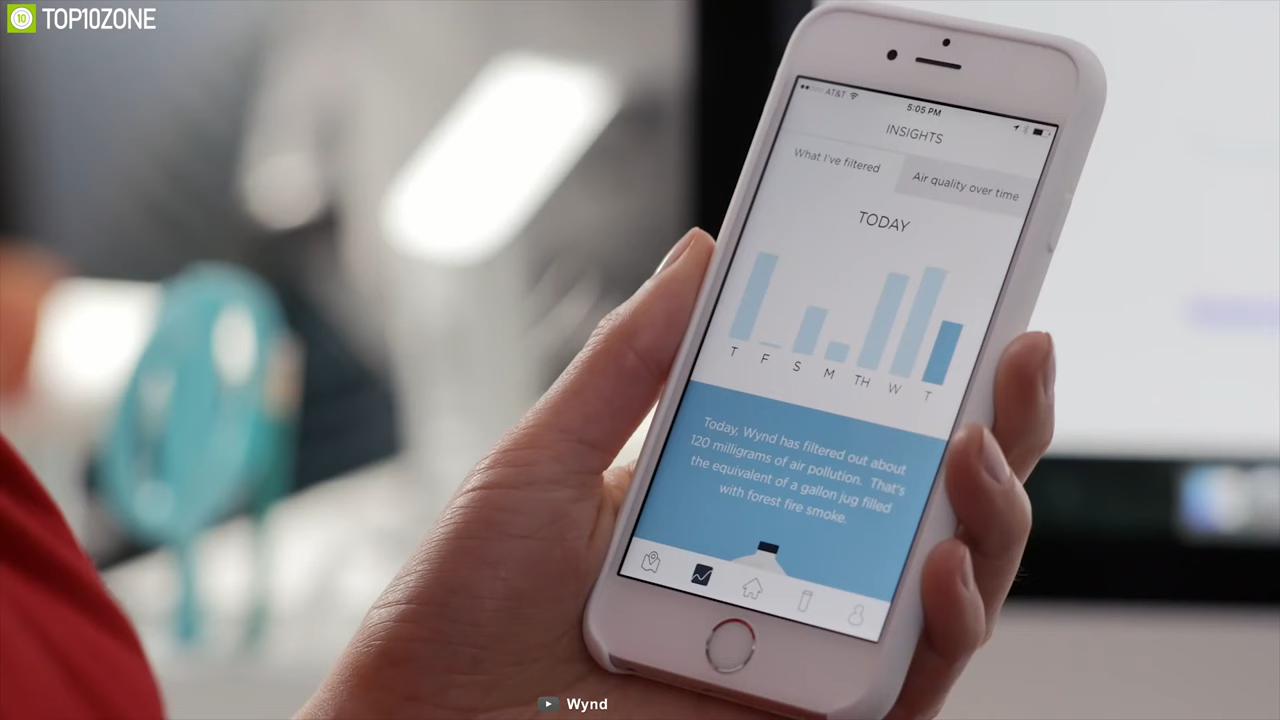 TOP10ZONE
AT&T 5:05 PM
INSIGHTS
What I've filtered
Air quality over time
TODAY
T F S M TH W T
Today, Wynd has filtered out about
120 milligrams of air pollution. That's
the equivalent of a gallon jug filled
with forest fire smoke.
Wynd